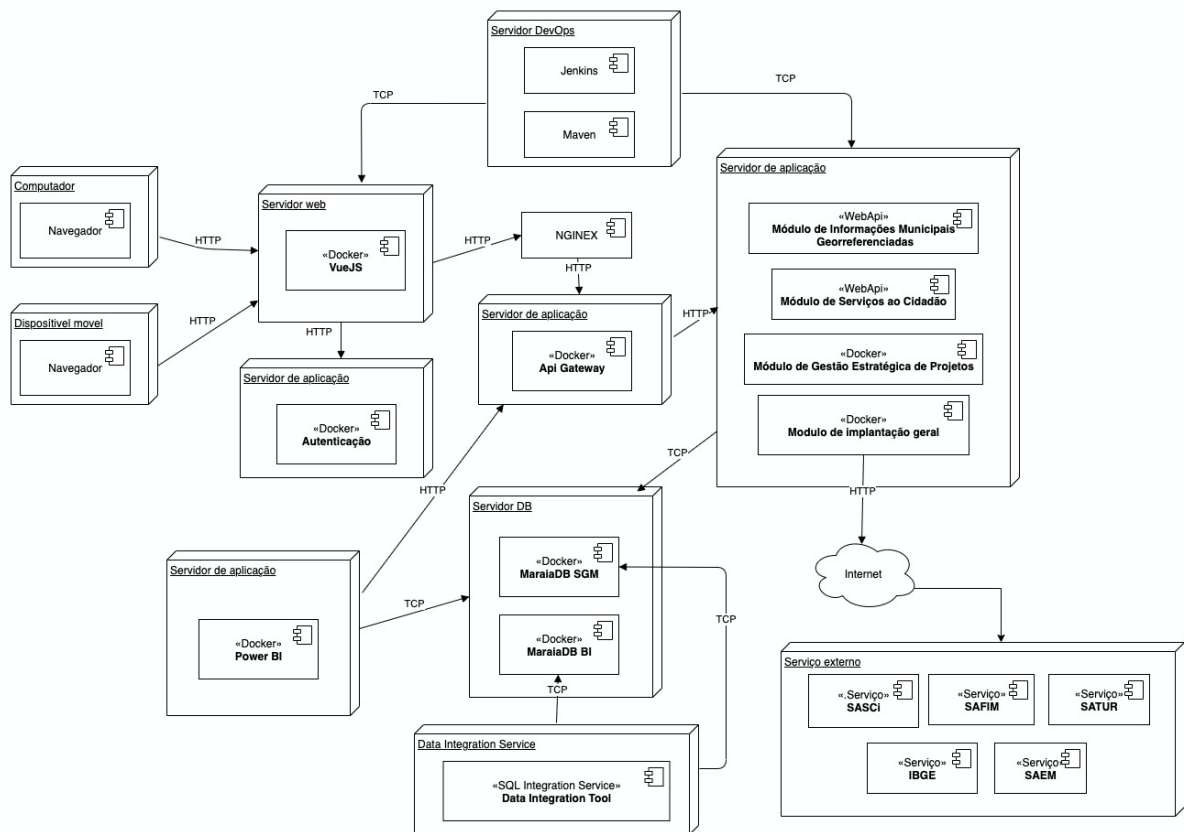 Servidor DevOps
Jenkins
Maven
TCP
TCP
Computador
Navegador
HTTP
Servidor web
«Docker»
VueJS
HTTP
NGINEX
HTTP
Servidor de aplicação
«WebApi»
Módulo de Informações Municipais
Georreferenciadas
«WebApi»
Módulo de Serviços ao Cidadão
«Docker»
Módulo de Gestão Estratégica de Projetos
«Docker»
Modulo de implantação geral
Dispositivel movel
Navegador
HTTP
HTTP
Servidor de aplicação
«Docker»
Autenticação
Servidor de aplicação
«Docker»
Api Gateway
HTTP
TCP
HTTP
HTTP
Servidor DB
«Docker»
MaraiaDB SGM
«Docker»
MaraiaDB BI
Servidor de aplicação
«Docker»
Power BI
TCP
TCP
TCP
Internet
Data Integration Service
«SQL Integration Service»
Data Integration Tool
Serviço externo
«.Serviço»
SASCi
«Serviço»
SAFIM
«Serviço»
SATUR
«Serviço»
IBGE
«Serviço»
SAEM